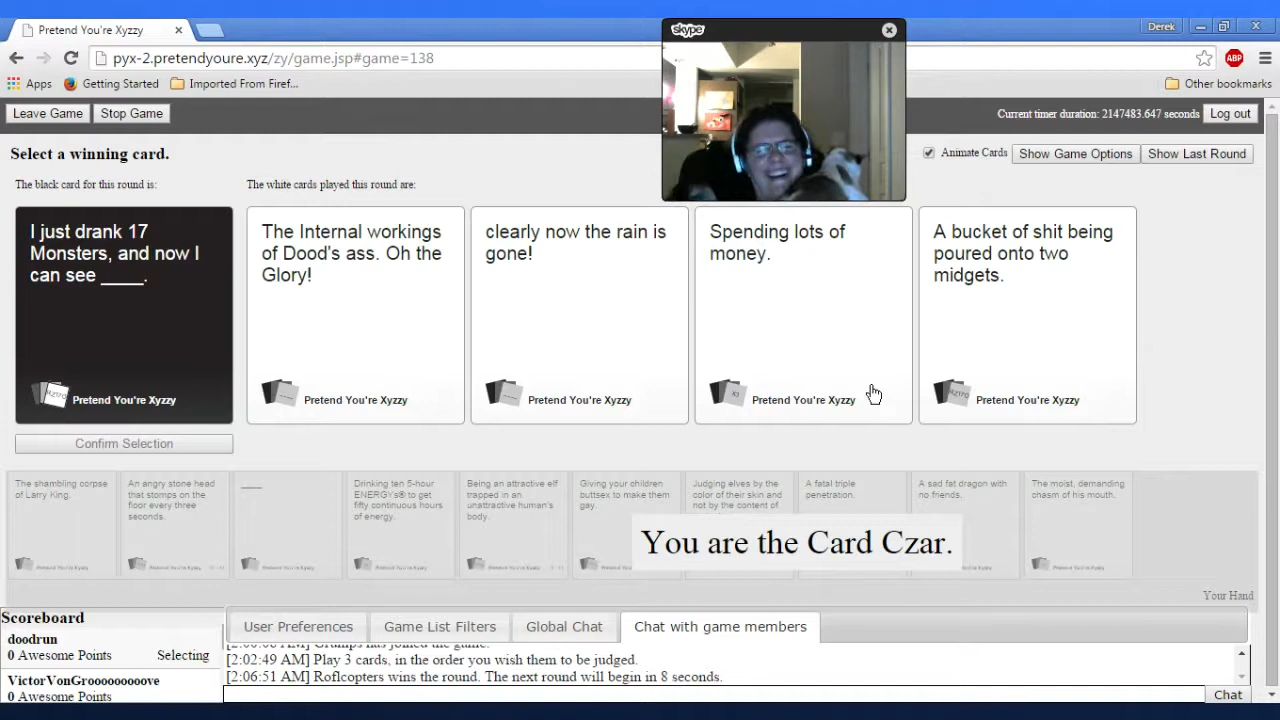 Pretend You're Xyzzy
Derek
pyx-2.pretendyoure.xyz/zy/game.jsp#game=138
ABP
Apps Getting Started Imported From Firef... Other bookmarks
skype
Leave Game Stop Game
Current timer duration: 2147483.647 seconds Log out
Select a winning card.
Animate Cards Show Game Options Show Last Round
The black card for this round is:
The white cards played this round are:
I just drank 17
Monsters, and now I
can see ____.
Pretend You're Xyzzy
The Internal workings
of Dood's ass. Oh the
Glory!
Pretend You're Xyzzy
clearly now the rain is
gone!
Pretend You're Xyzzy
Spending lots of
money.
Pretend You're Xyzzy
A bucket of shit being
poured onto two
midgets.
Pretend You're Xyzzy
Confirm Selection
The shambling corpse
of Larry King.
An angry stone head
that stomps on the
floor every three
seconds.
____
Drinking ten 5-hour
ENERGYs® to get
fifty continuous hours
of energy.
Being an attractive elf
trapped in an
unattractive human's
body.
Giving your children
buttsex to make them
gay.
Judging elves by the
color of their skin and
not by the content of
A fatal triple
penetration.
A sad fat dragon with
no friends.
The moist, demanding
chasm of his mouth.
You are the Card Czar.
Your Hand
Scoreboard
doodrun
0 Awesome Points Selecting
VictorVonGrooooooooove
0 Awesome Points
User Preferences Game List Filters Global Chat Chat with game members
[2:02:49 AM] Play 3 cards, in the order you wish them to be judged.
[2:06:51 AM] Roflcopters wins the round. The next round will begin in 8 seconds.
Chat